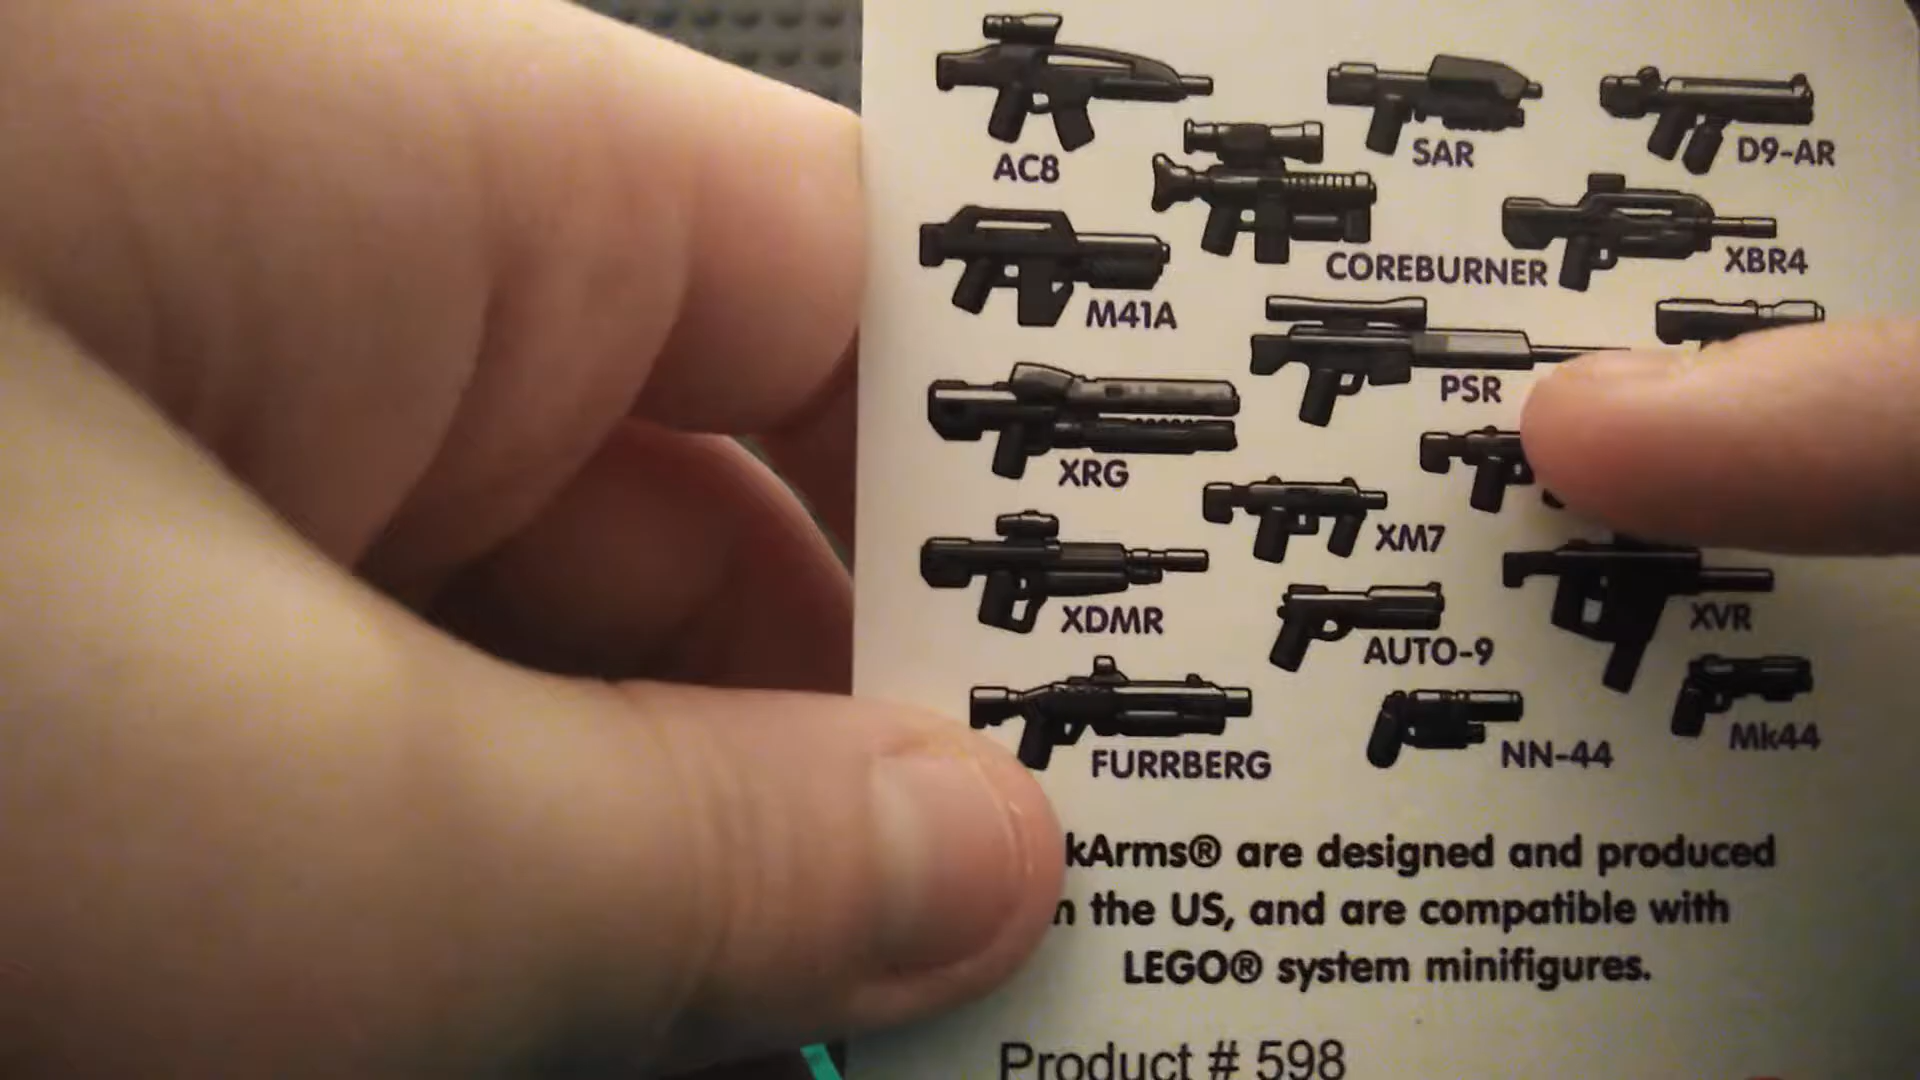 AC8
SAR
D9-AR
COREBURNER
XBR4
M41A
PSR
XRG
XM7
XDMR
AUTO-9
XVR
FURRBERG
NN-44
Mk44
kArms® are designed and produced
the US, and are compatible with
LEGO® system minifigures.
Product # 598